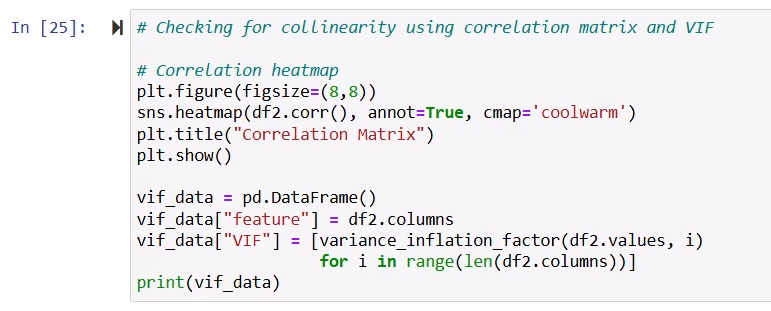 In [25]: # Checking for collinearity using correlation matrix and VIF
# Correlation heatmap
plt.figure(figsize=(8,8))
sns.heatmap(df2.corr(), annot=True, cmap='coolwarm')
plt.title("Correlation Matrix")
plt.show()
vif_data = pd.DataFrame()
vif_data["feature"] = df2.columns
vif_data["VIF"] = [variance_inflation_factor(df2.values, i)
for i in range(len(df2.columns))]
print(vif_data)